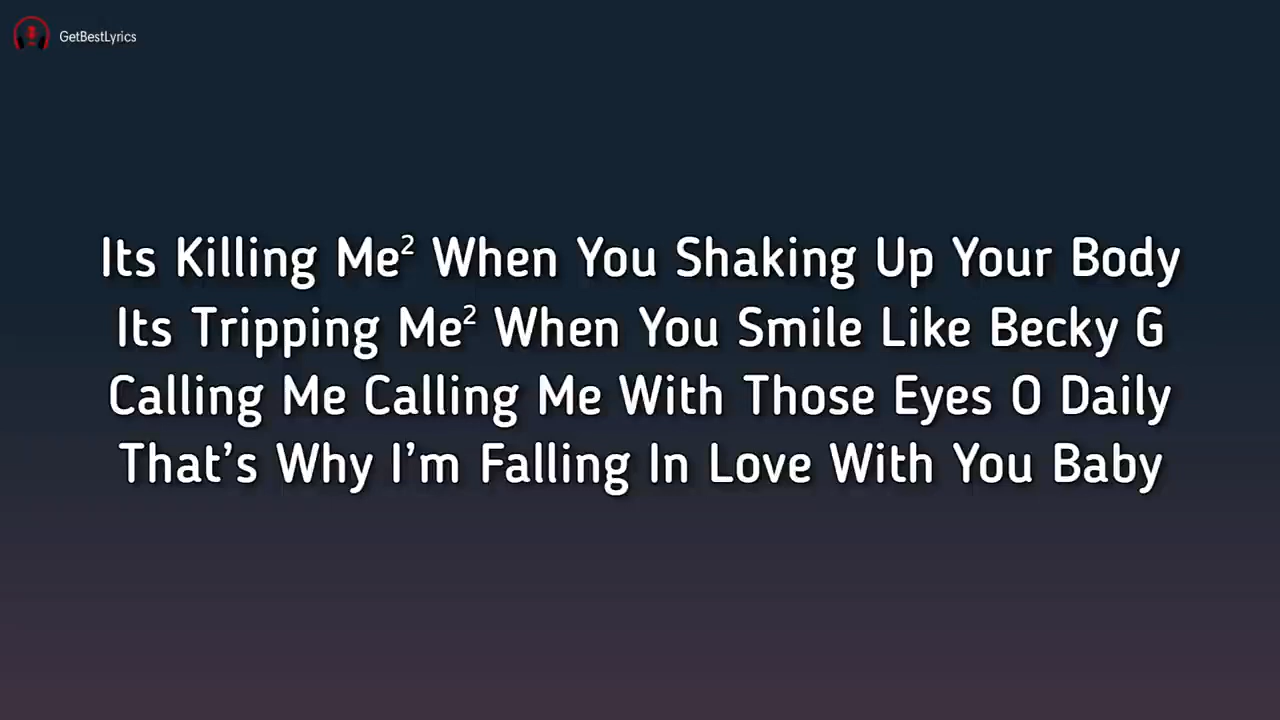 GetBestLyrics
Its Killing Me² When You Shaking Up Your Body
Its Tripping Me² When You Smile Like Becky G
Calling Me Calling Me With Those Eyes O Daily
That’s Why I’m Falling In Love With You Baby